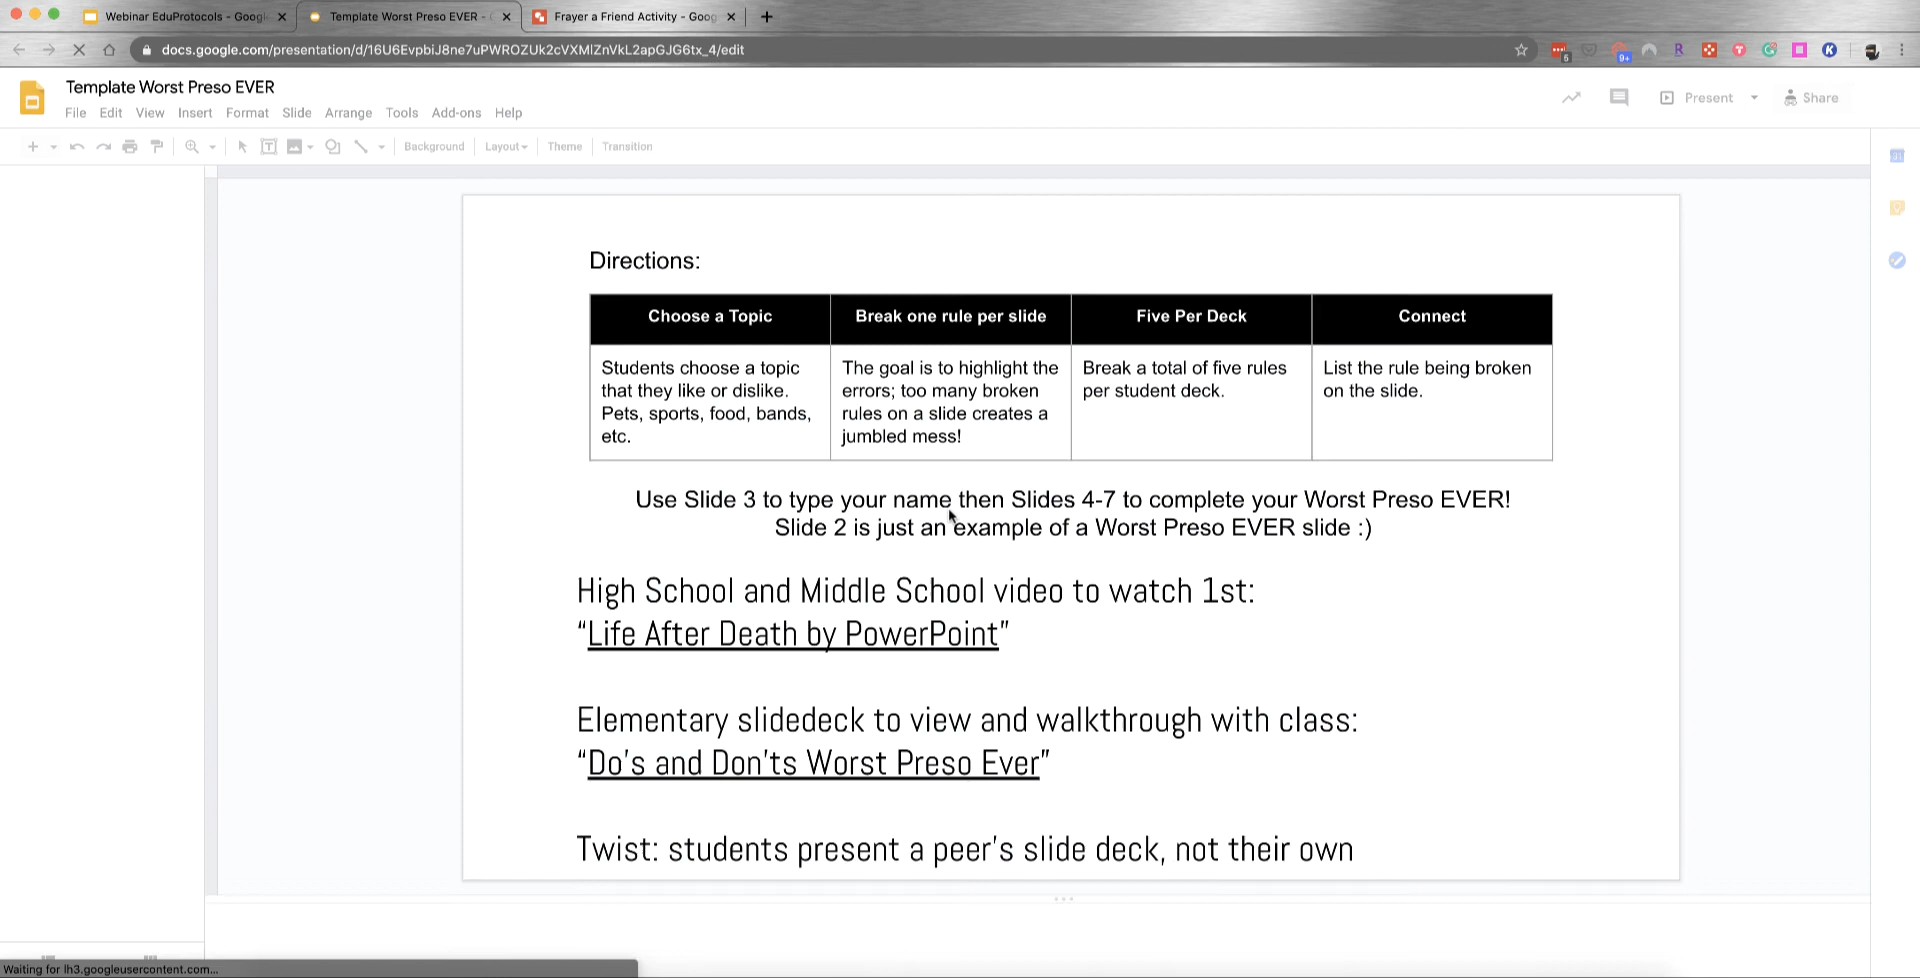 Webinar EduProtocols - Googl
Template Worst Preso EVER -
Frayer a Friend Activity - Goog
docs.google.com/presentation/d/16U6EvpbiJ8ne7uPWROZUk2cVXMIZnVkL2apGJG6tx_4/edit
Template Worst Preso EVER
File Edit View Insert Format Slide Arrange Tools Add-ons Help
Present
Share
Background Layout Theme Transition
Directions:
Choose a Topic
Break one rule per slide
Five Per Deck
Connect
Students choose a topic
that they like or dislike.
Pets, sports, food, bands,
etc.
The goal is to highlight the
errors; too many broken
rules on a slide creates a
jumbled mess!
Break a total of five rules
per student deck.
List the rule being broken
on the slide.
Use Slide 3 to type your name then Slides 4-7 to complete your Worst Preso EVER!
Slide 2 is just an example of a Worst Preso EVER slide :)
High School and Middle School video to watch 1st:
“Life After Death by PowerPoint”
Elementary slidedeck to view and walkthrough with class:
“Do's and Don'ts Worst Preso Ever”
Twist: students present a peer's slide deck, not their own
Waiting for lh3.googleusercontent.com...